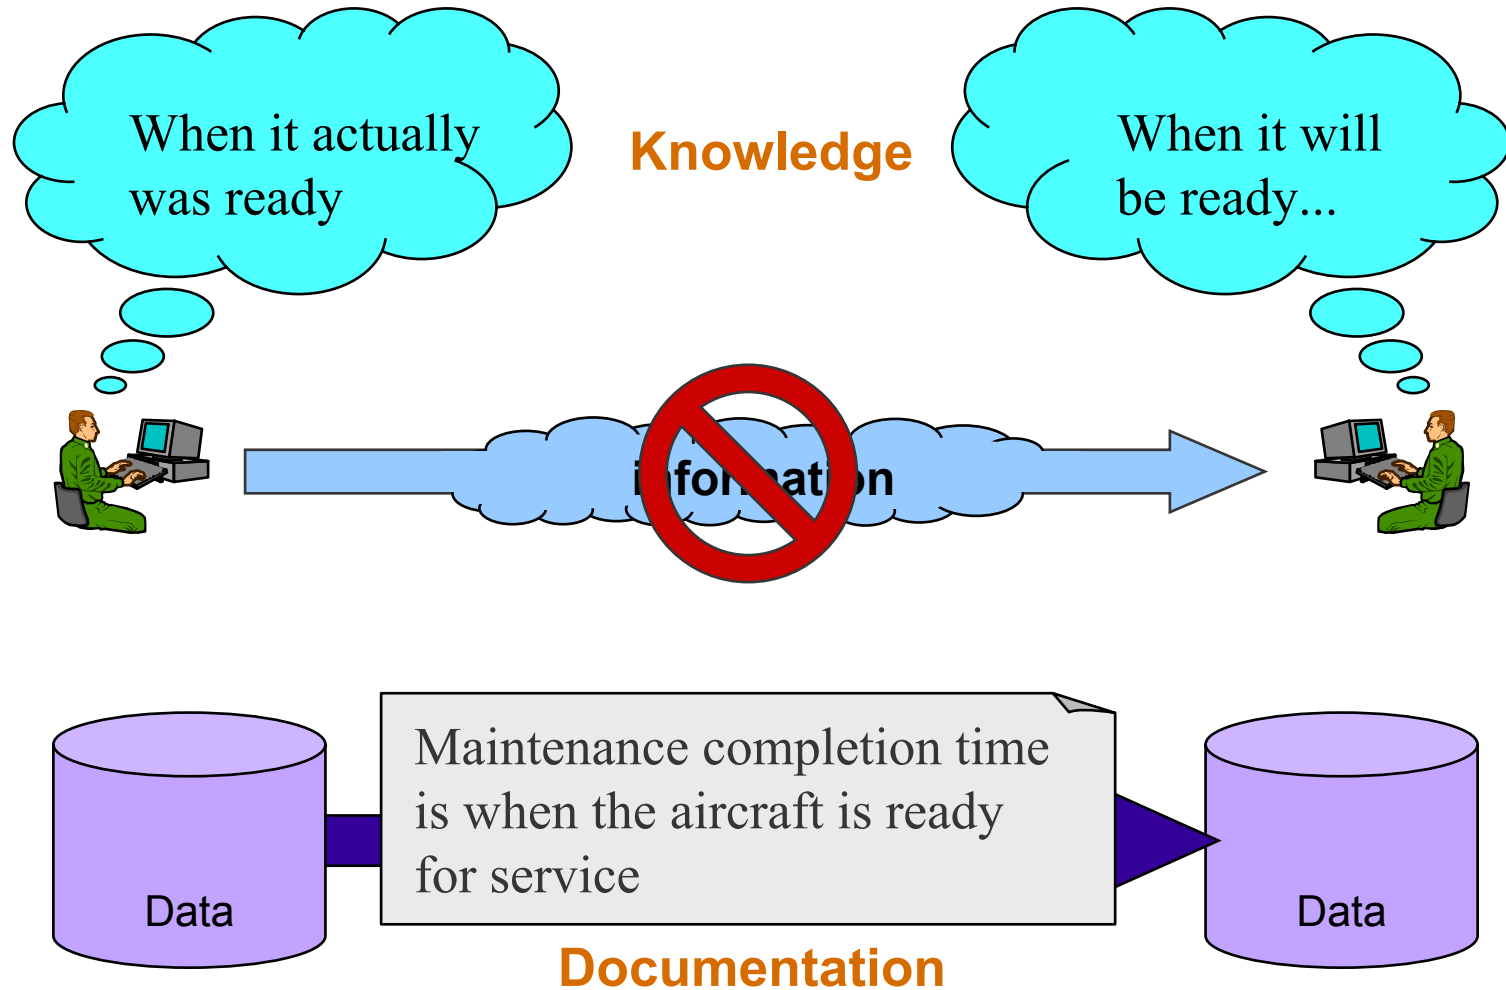 When it actually
was ready
Knowledge
When it will
be ready...
information
Maintenance completion time
is when the aircraft is ready
for service
Data
Data
Documentation